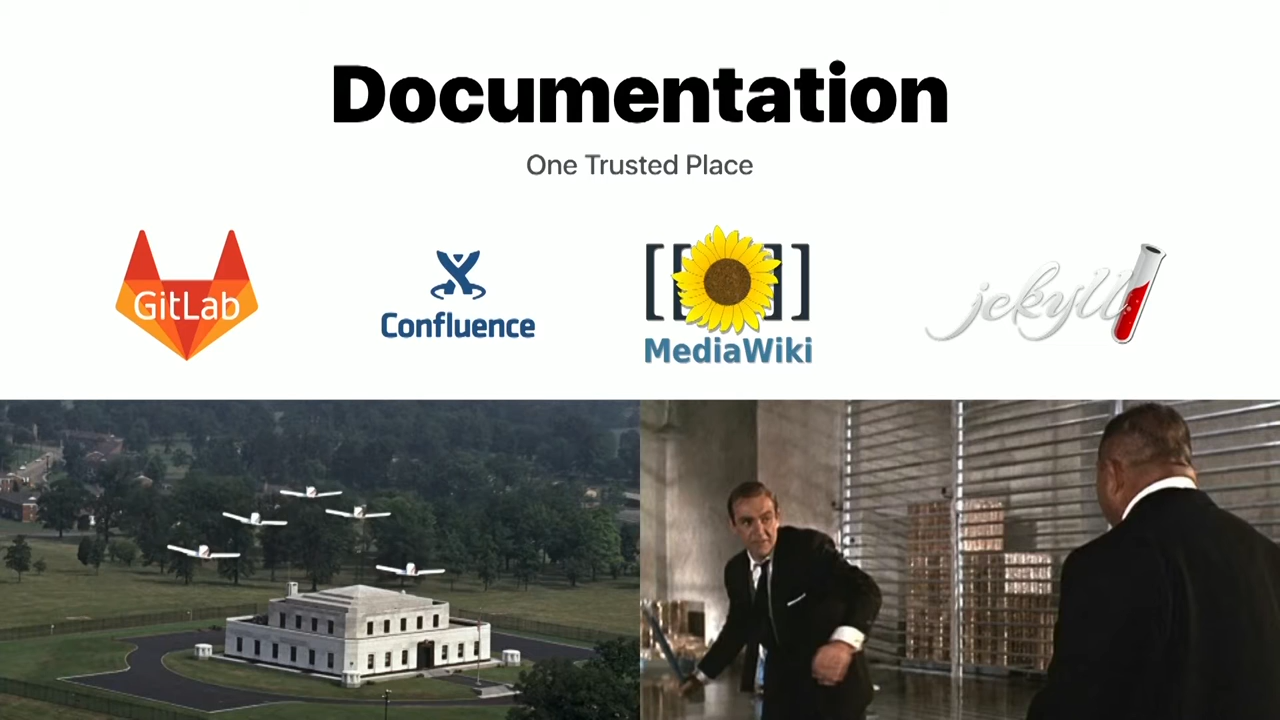 Documentation
One Trusted Place
GitLab
Confluence
MediaWiki
jekyll